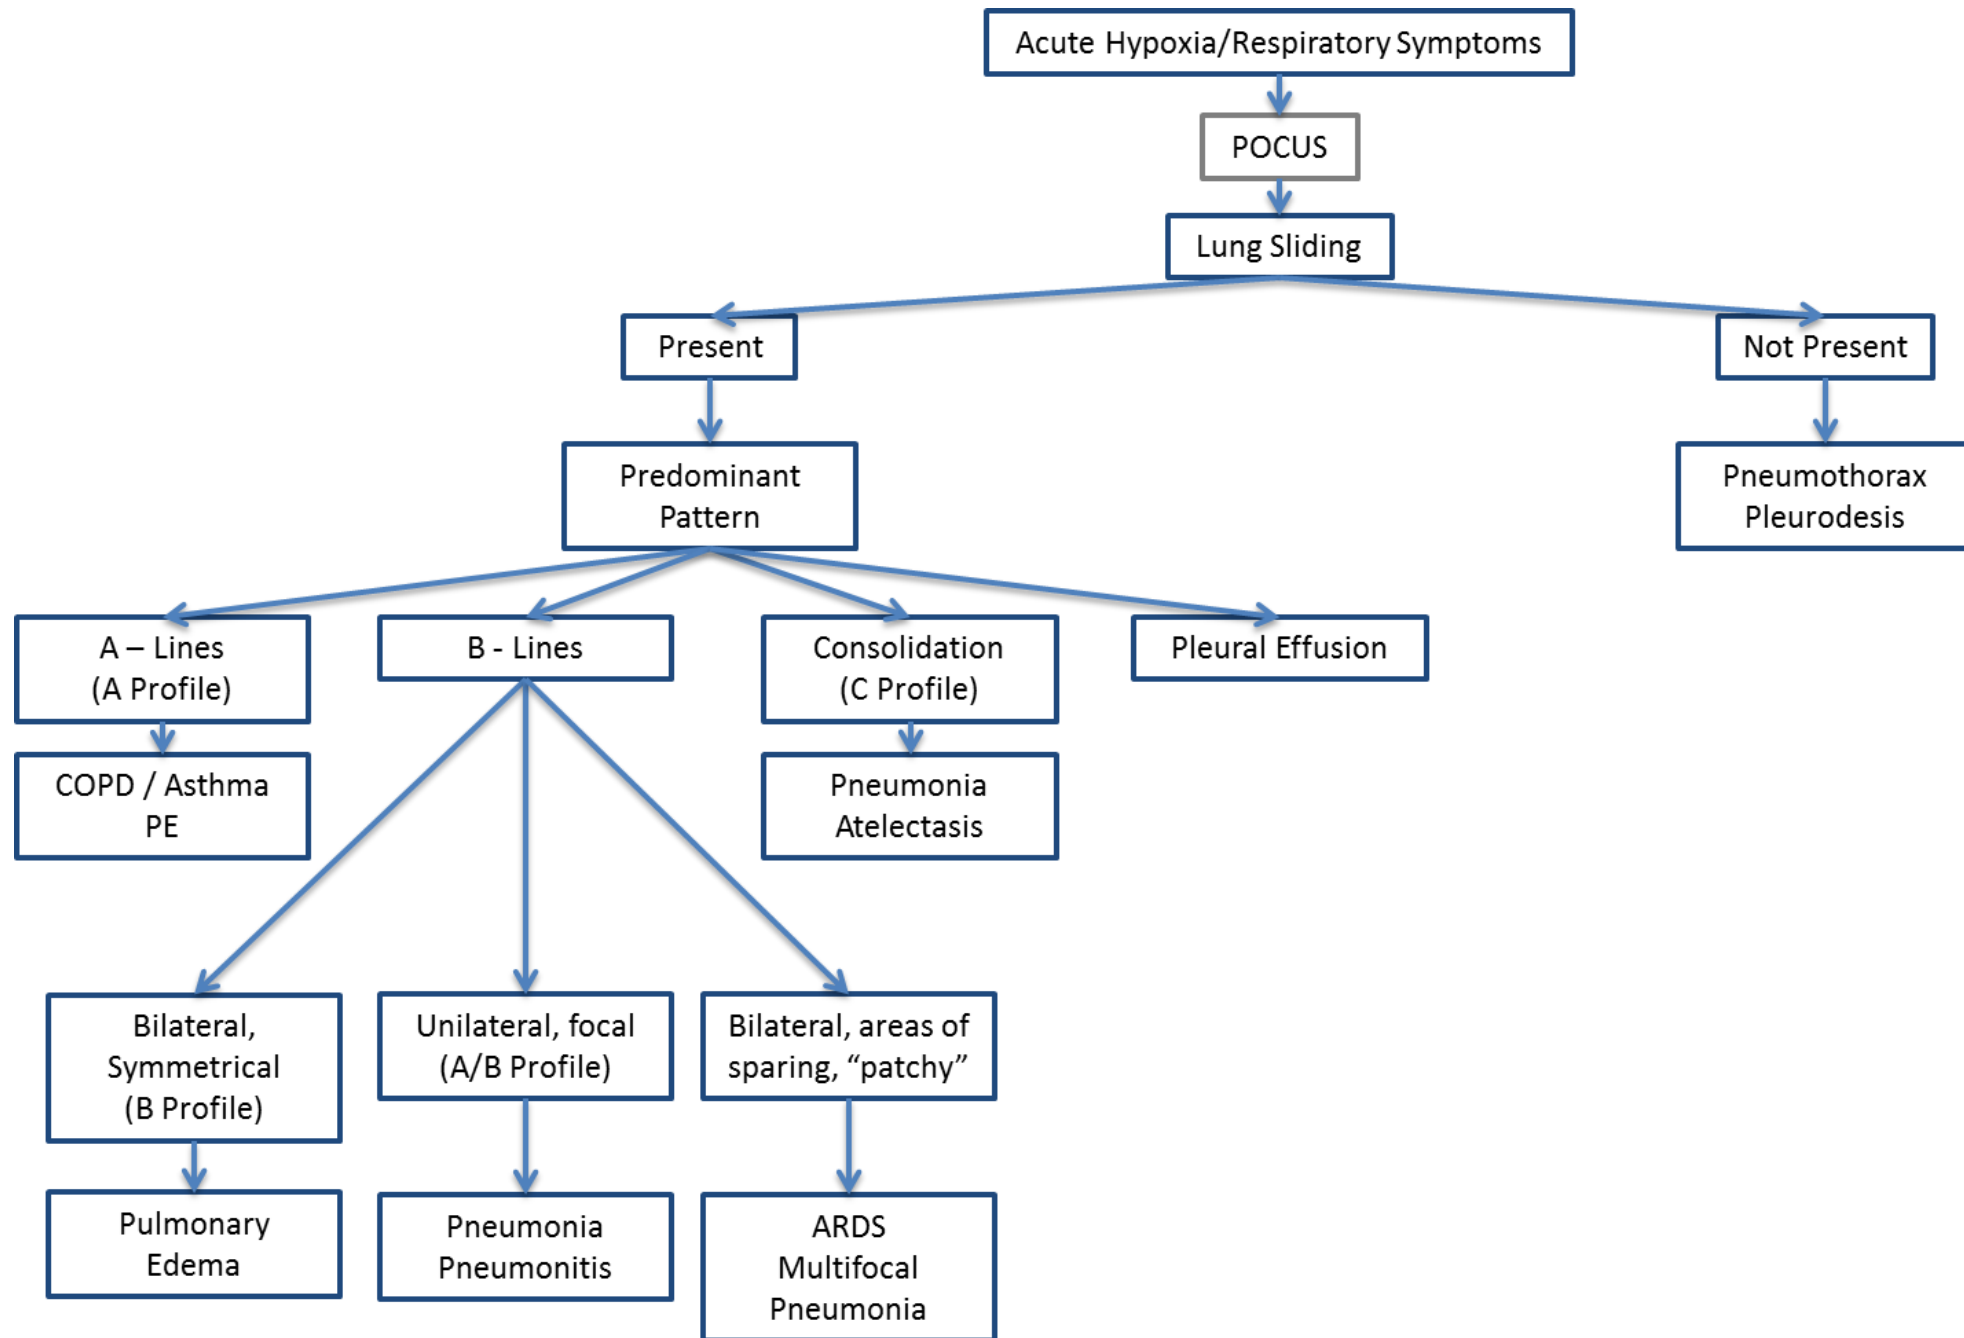 Acute Hypoxia/Respiratory Symptoms
POCUS
Lung Sliding
Present
Not Present
Predominant
Pattern
Pneumothorax
Pleurodesis
A – Lines
(A Profile)
B - Lines
Consolidation
(C Profile)
Pleural Effusion
COPD / Asthma
PE
Pneumonia
Atelectasis
Bilateral,
Symmetrical
(B Profile)
Unilateral, focal
(A/B Profile)
Bilateral, areas of
sparing, “patchy”
Pulmonary
Edema
Pneumonia
Pneumonitis
ARDS
Multifocal
Pneumonia